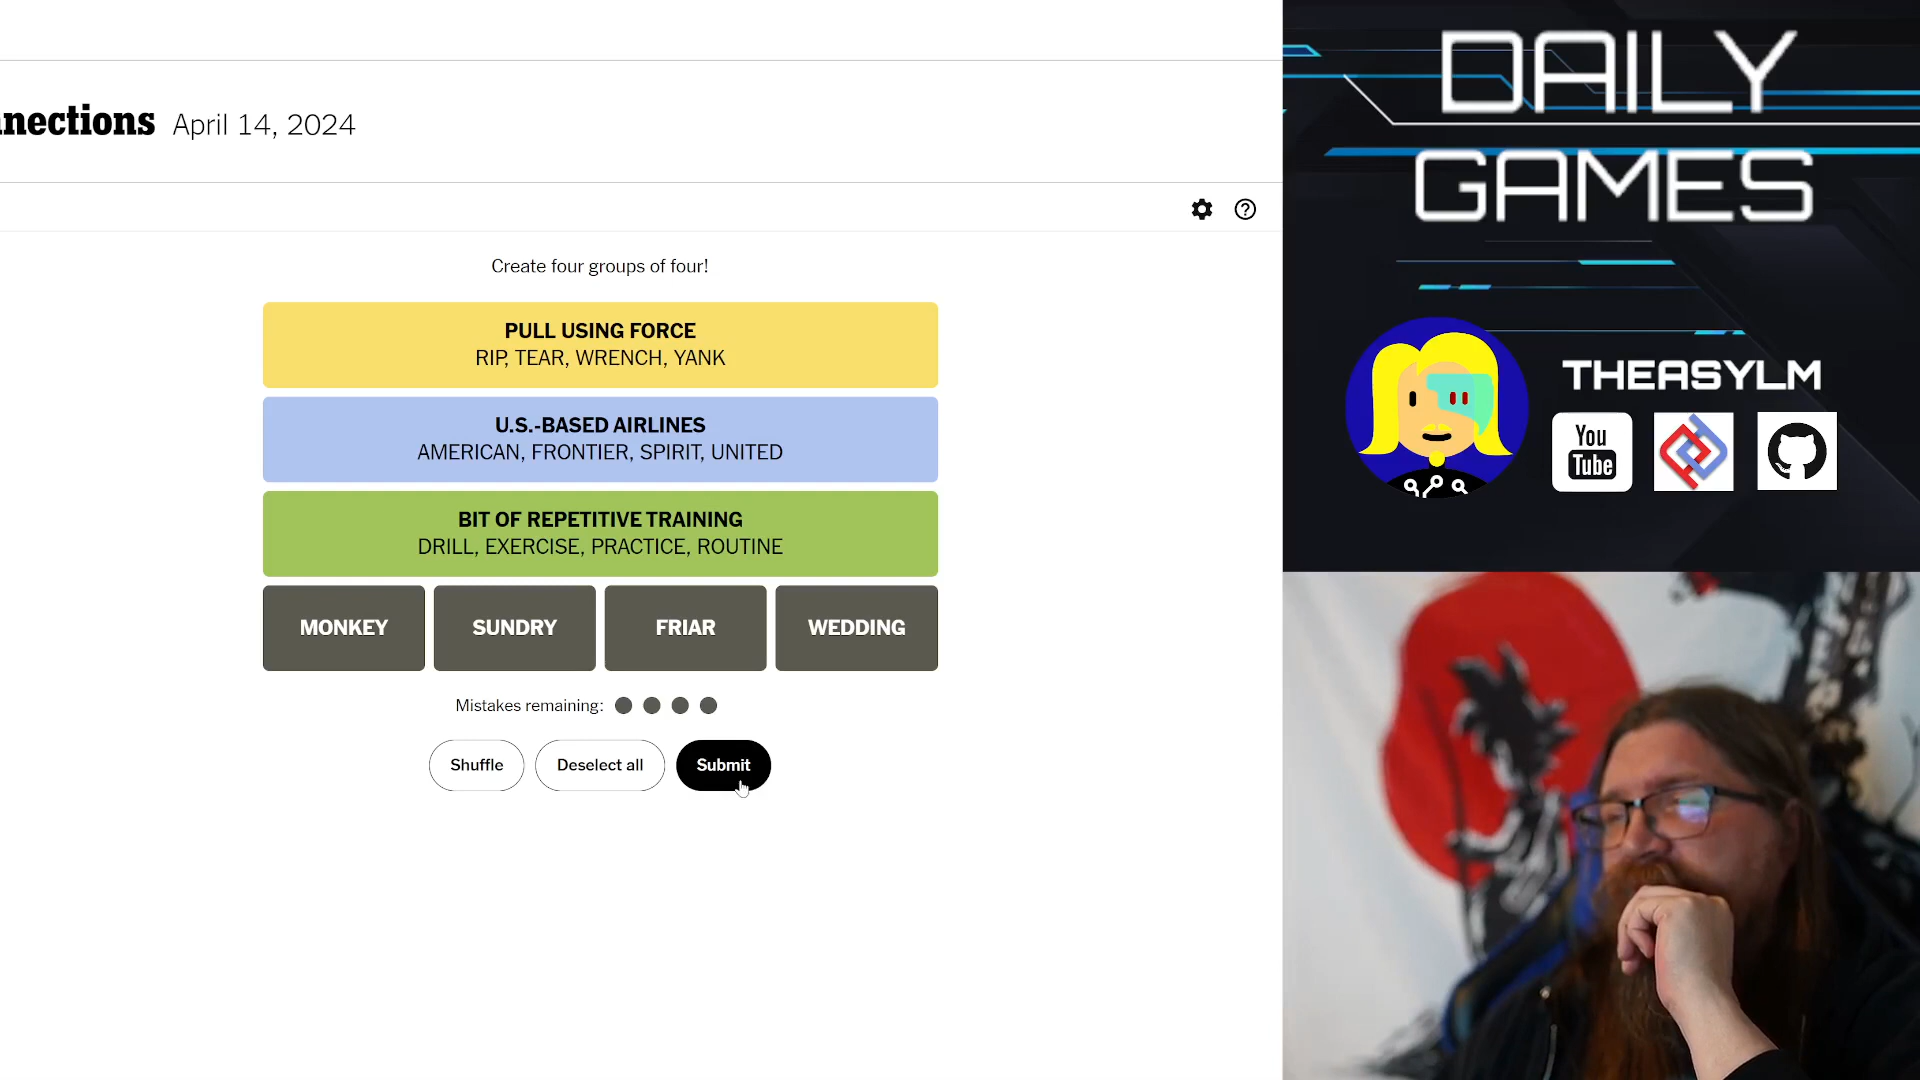 nnections April 14, 2024
Create four groups of four!
PULL USING FORCE
RIP, TEAR, WRENCH, YANK
U.S.-BASED AIRLINES
AMERICAN, FRONTIER, SPIRIT, UNITED
BIT OF REPETITIVE TRAINING
DRILL, EXERCISE, PRACTICE, ROUTINE
MONKEY SUNDRY FRIAR WEDDING
Mistakes remaining:
Shuffle Deselect all Submit
DAILY
GAMES
THEASYLM
You
Tube